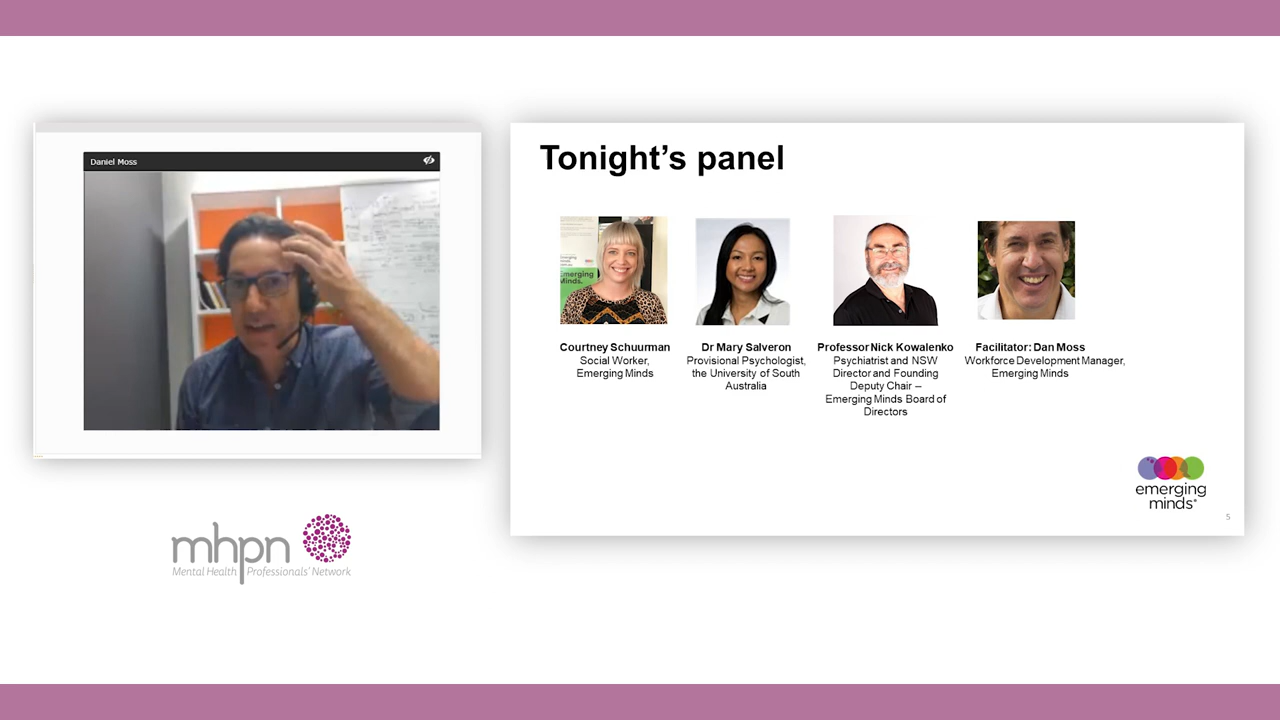 Daniel Moss
Tonight's panel
Emerging
Minds.
Courtney Schuurman
Social Worker,
Emerging Minds
Dr Mary Salveron
Provisional Psychologist,
the University of South
Australia
Professor Nick Kowalenko
Psychiatrist and NSW
Director and Founding
Deputy Chair –
Emerging Minds Board of
Directors
Facilitator: Dan Moss
Workforce Development Manager,
Emerging Minds
emerging
minds
5
mhpn
Mental Health Professionals' Network